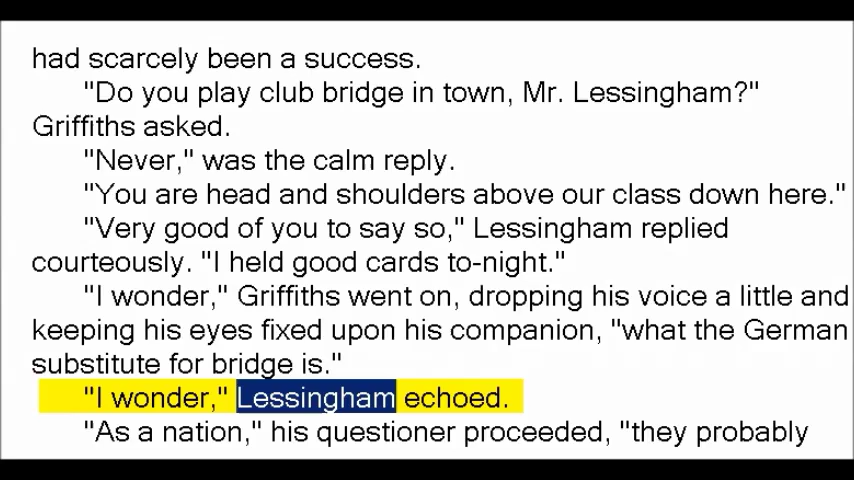 had scarcely been a success.
"Do you play club bridge in town, Mr. Lessingham?"
Griffiths asked.
"Never," was the calm reply.
"You are head and shoulders above our class down here."
"Very good of you to say so," Lessingham replied
courteously. "I held good cards to-night."
"I wonder," Griffiths went on, dropping his voice a little and
keeping his eyes fixed upon his companion, "what the German
substitute for bridge is."
"I wonder," Lessingham echoed.
"As a nation," his questioner proceeded, "they probably